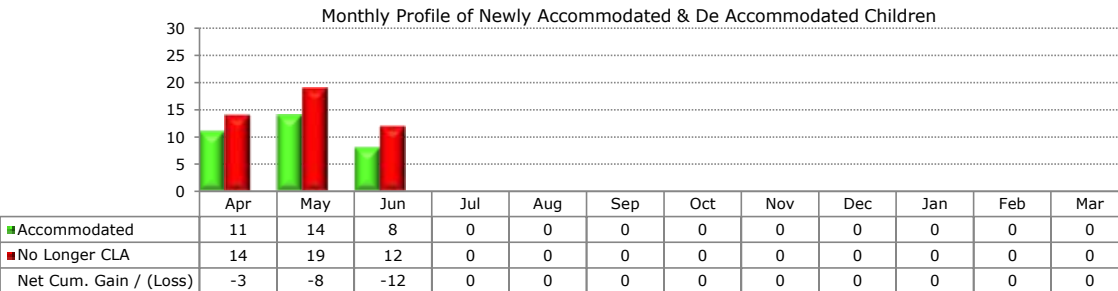 Monthly Profile of Newly Accommodated & De Accommodated Children
30
25
20
15
10
5
0
Apr May Jun Jul Aug Sep Oct Nov Dec Jan Feb Mar
Accommodated 11 14 8 0 0 0 0 0 0 0 0 0
No Longer CLA 14 19 12 0 0 0 0 0 0 0 0 0
Net Cum. Gain / (Loss) -3 -8 -12 0 0 0 0 0 0 0 0 0